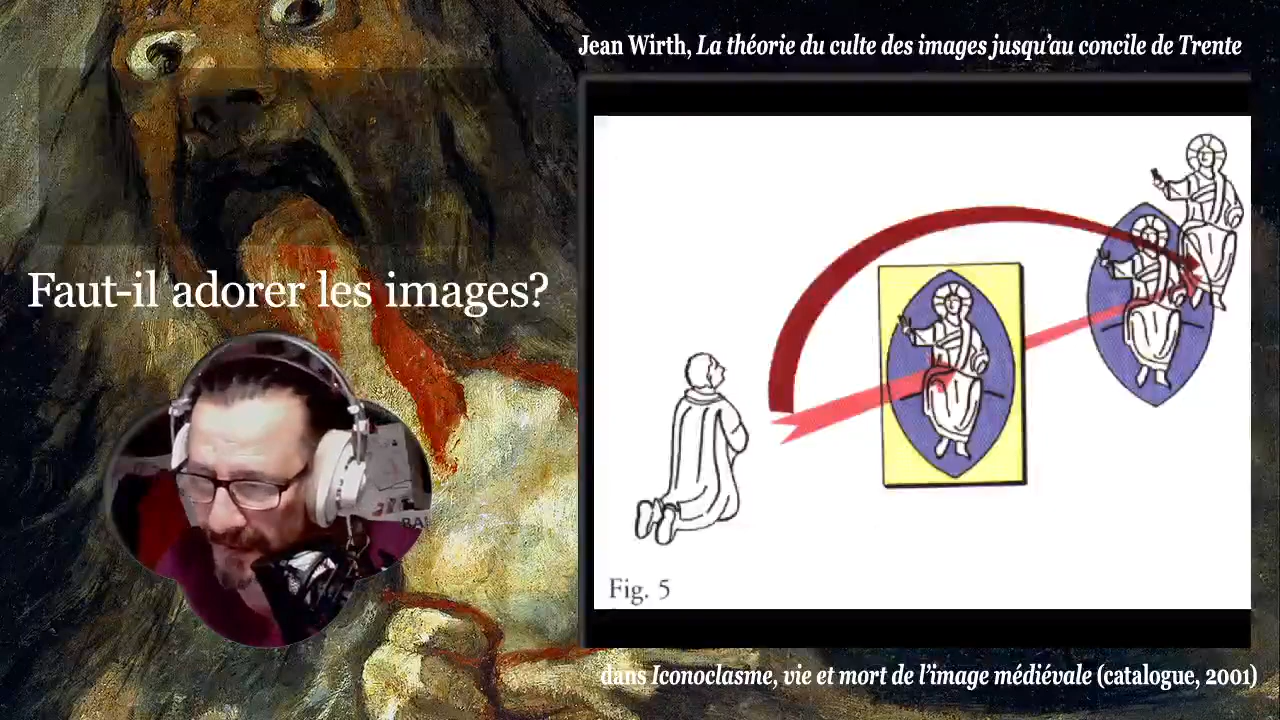 Jean Wirth, La théorie du culte des images jusqu'au concile de Trente
Faut-il adorer les images?
Fig. 5
dans Iconoclasme, vie et mort de l'image médiévale (catalogue, 2001)